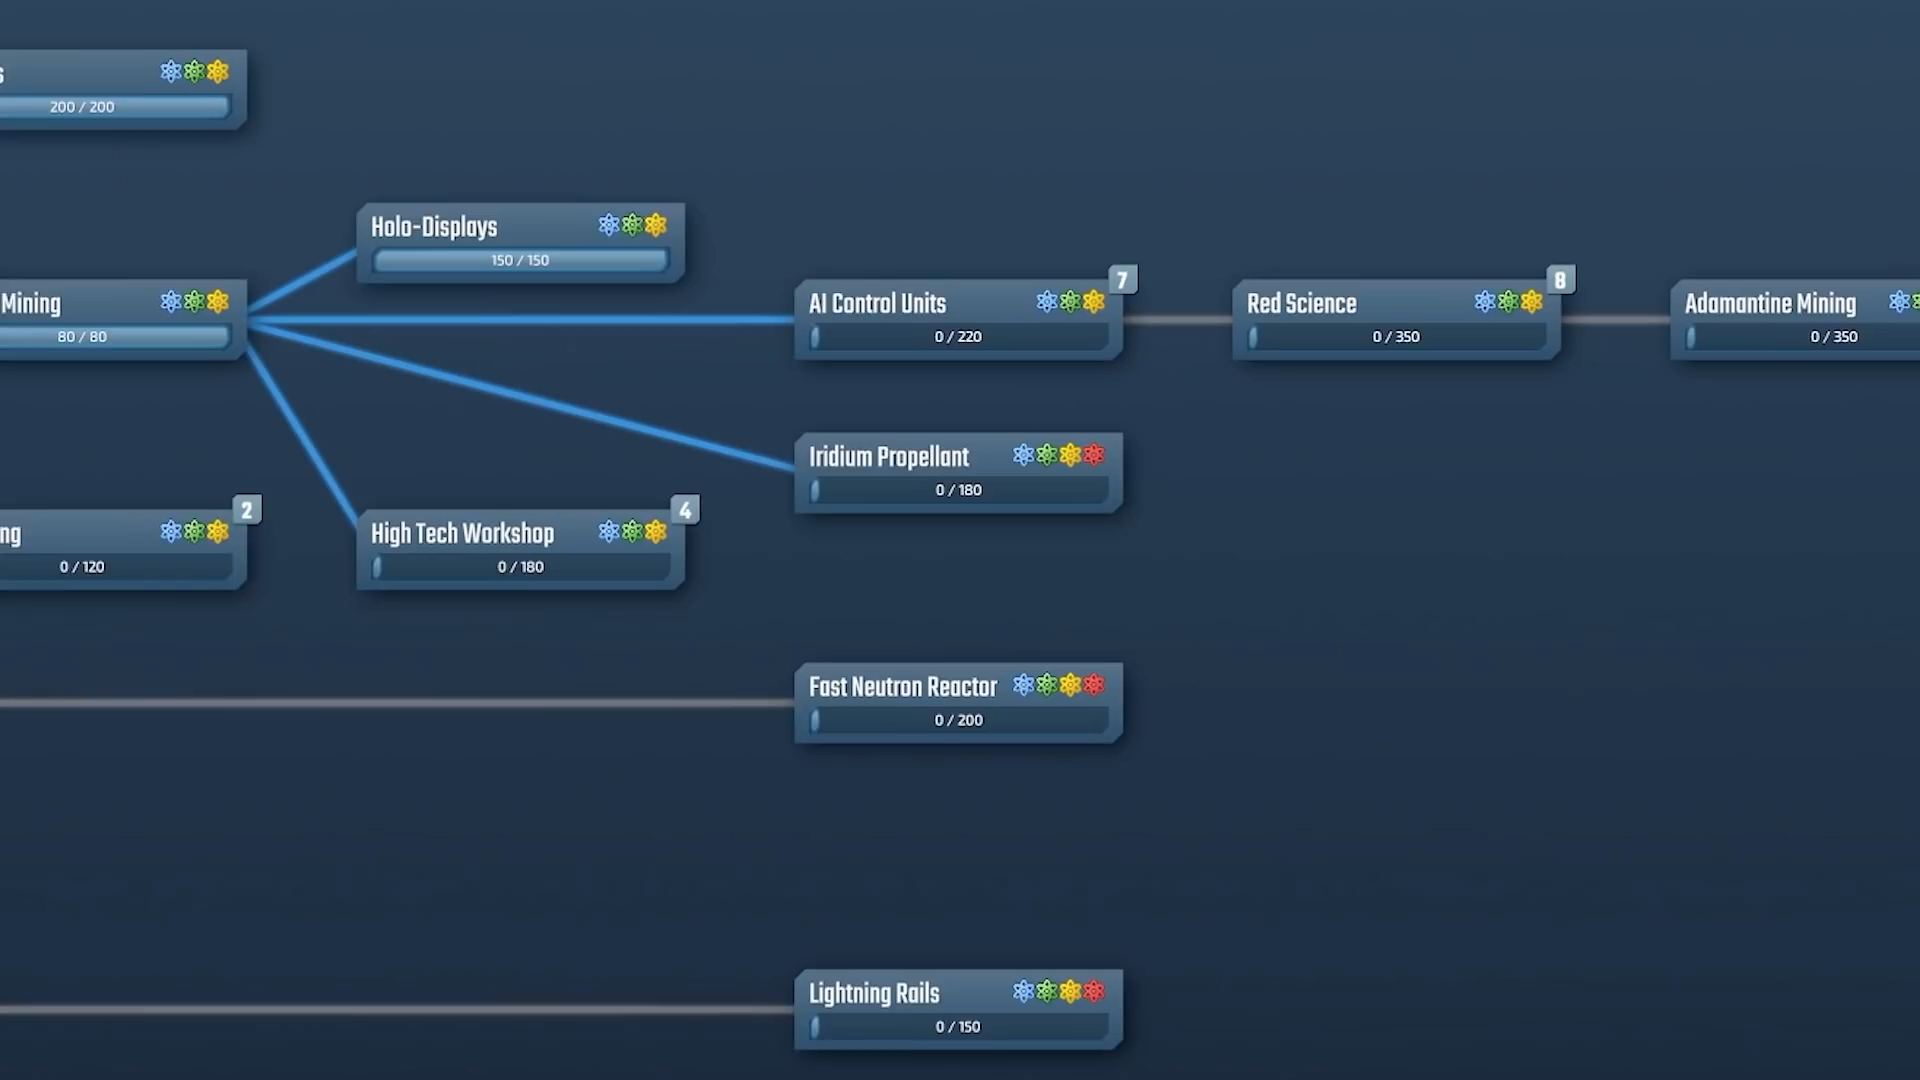 s
200 / 200
Holo-Displays
150 / 150
Mining
80 / 80
AI Control Units
7
0 / 220
Red Science
8
0 / 350
Adamantine Mining
0 / 350
Iridium Propellant
0 / 180
ng
2
0 / 120
High Tech Workshop
4
0 / 180
Fast Neutron Reactor
0 / 200
Lightning Rails
0 / 150